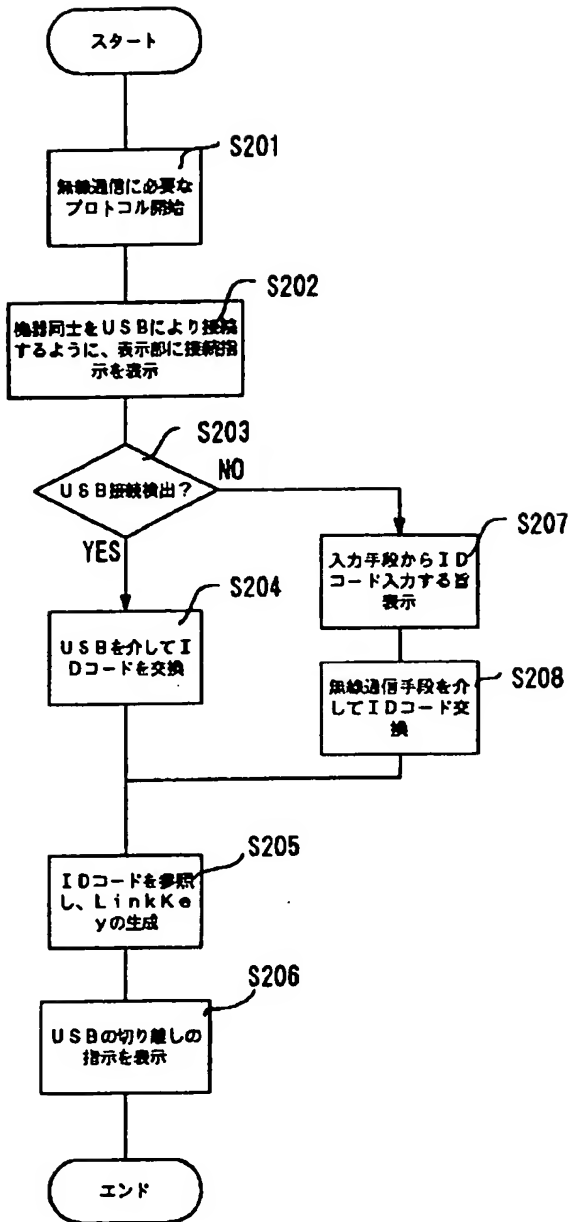 スタート
S201
無線通信に必要な
プロトコル開始
S202
機器同士をUSBにより接続
するように、表示部に接続指
示を表示
S203
USB接続検出?
NO
YES
S207
入力手段からID
コード入力する旨
表示
S204
USBを介してI
Dコードを交換
S208
無線通信手段を介
してIDコード交
換
S205
IDコードを参照
し、LinkKe
yの生成
S206
USBの切り離しの
指示を表示
エンド